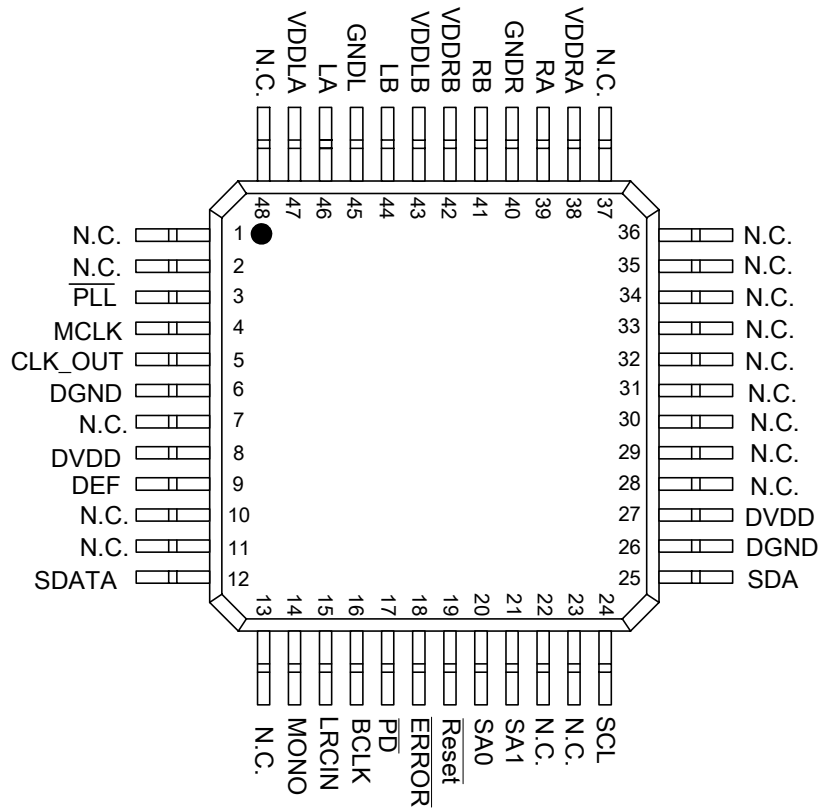 N.C. VDDLA LA GNDL LB VDDLB VDDRB RB GNDR RA VDDRA N.C.
48 47 46 45 44 43 42 41 40 39 38 37
N.C. 1 36 N.C.
N.C. 2 35 N.C.
PLL 3 34 N.C.
MCLK 4 33 N.C.
CLK_OUT 5 32 N.C.
DGND 6 31 N.C.
N.C. 7 30 N.C.
DVDD 8 29 N.C.
DEF 9 28 N.C.
N.C. 10 27 DVDD
N.C. 11 26 DGND
SDATA 12 25 SDA
13 14 15 16 17 18 19 20 21 22 23 24
N.C. MONO LRCIN BCLK PD ERROR Reset SA0 SA1 N.C. N.C. SCL